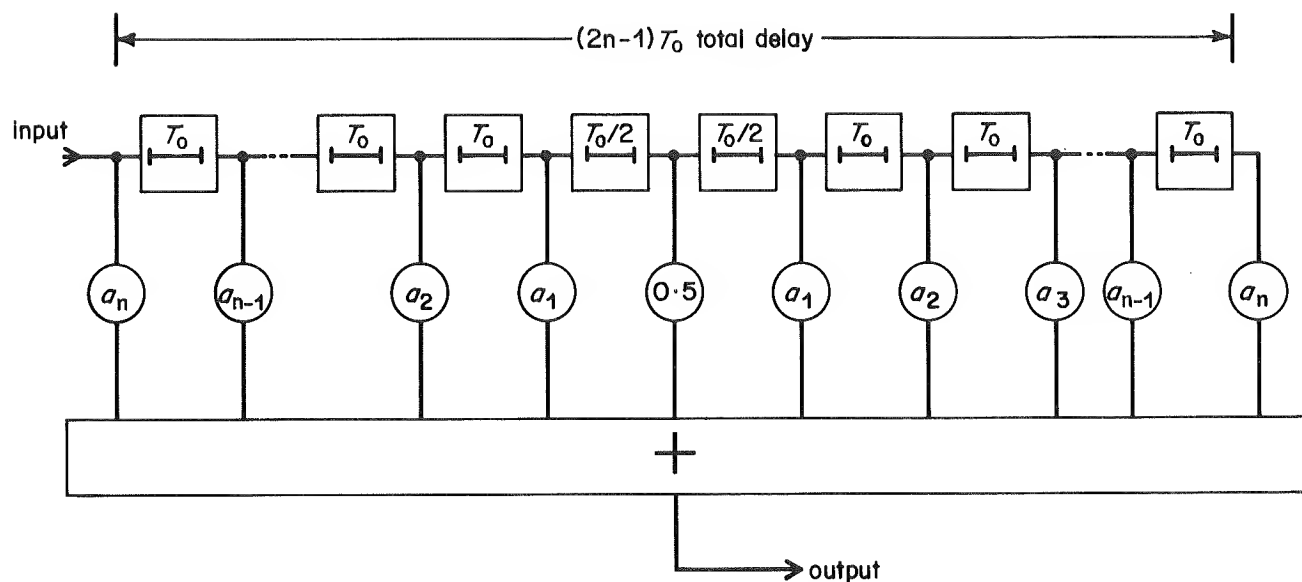 (2n-1)T₀ total delay
input
T₀ T₀ T₀ T₀/2 T₀/2 T₀ T₀ T₀
aₙ aₙ₋₁ a₂ a₁ 0·5 a₁ a₂ a₃ aₙ₋₁ aₙ
+
output